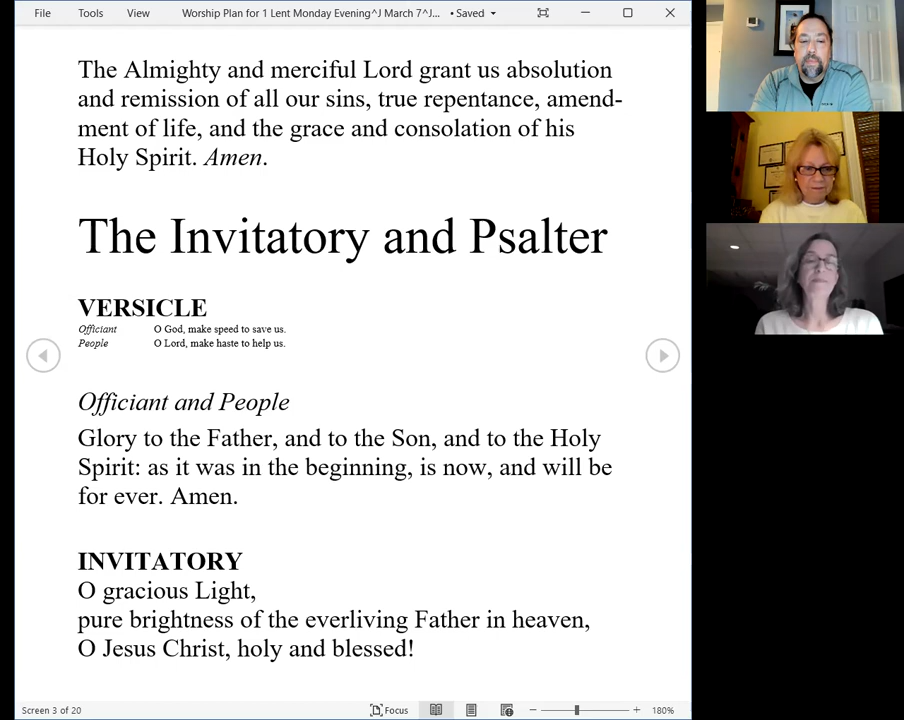 File Tools View Worship Plan for 1 Lent Monday Evening^J March 7^J... • Saved
The Almighty and merciful Lord grant us absolution
and remission of all our sins, true repentance, amend-
ment of life, and the grace and consolation of his
Holy Spirit. Amen.
The Invitatory and Psalter
VERSICLE
Officiant O God, make speed to save us.
People O Lord, make haste to help us.
Officiant and People
Glory to the Father, and to the Son, and to the Holy
Spirit: as it was in the beginning, is now, and will be
for ever. Amen.
INVITATORY
O gracious Light,
pure brightness of the everliving Father in heaven,
O Jesus Christ, holy and blessed!
Screen 3 of 20 Focus 180%